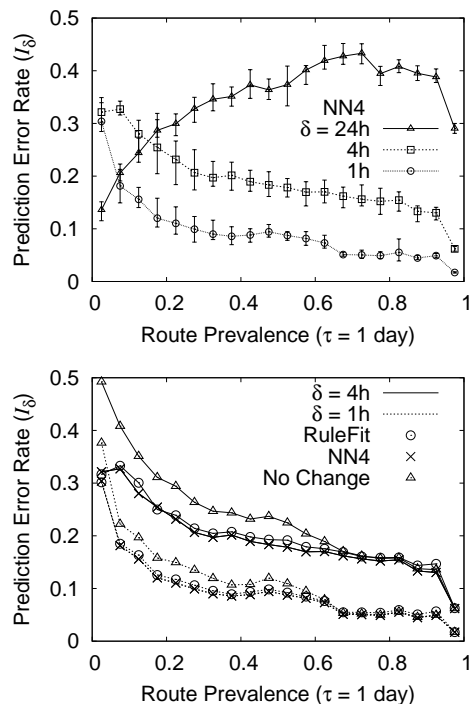 0.5
0.4
0.3
0.2
0.1
0
Prediction Error Rate (Iδ)
NN4
δ = 24h
4h
1h
0 0.2 0.4 0.6 0.8 1
Route Prevalence (τ = 1 day)
0.5
0.4
0.3
0.2
0.1
0
Prediction Error Rate (Iδ)
δ = 4h
δ = 1h
RuleFit
NN4
No Change
0 0.2 0.4 0.6 0.8 1
Route Prevalence (τ = 1 day)